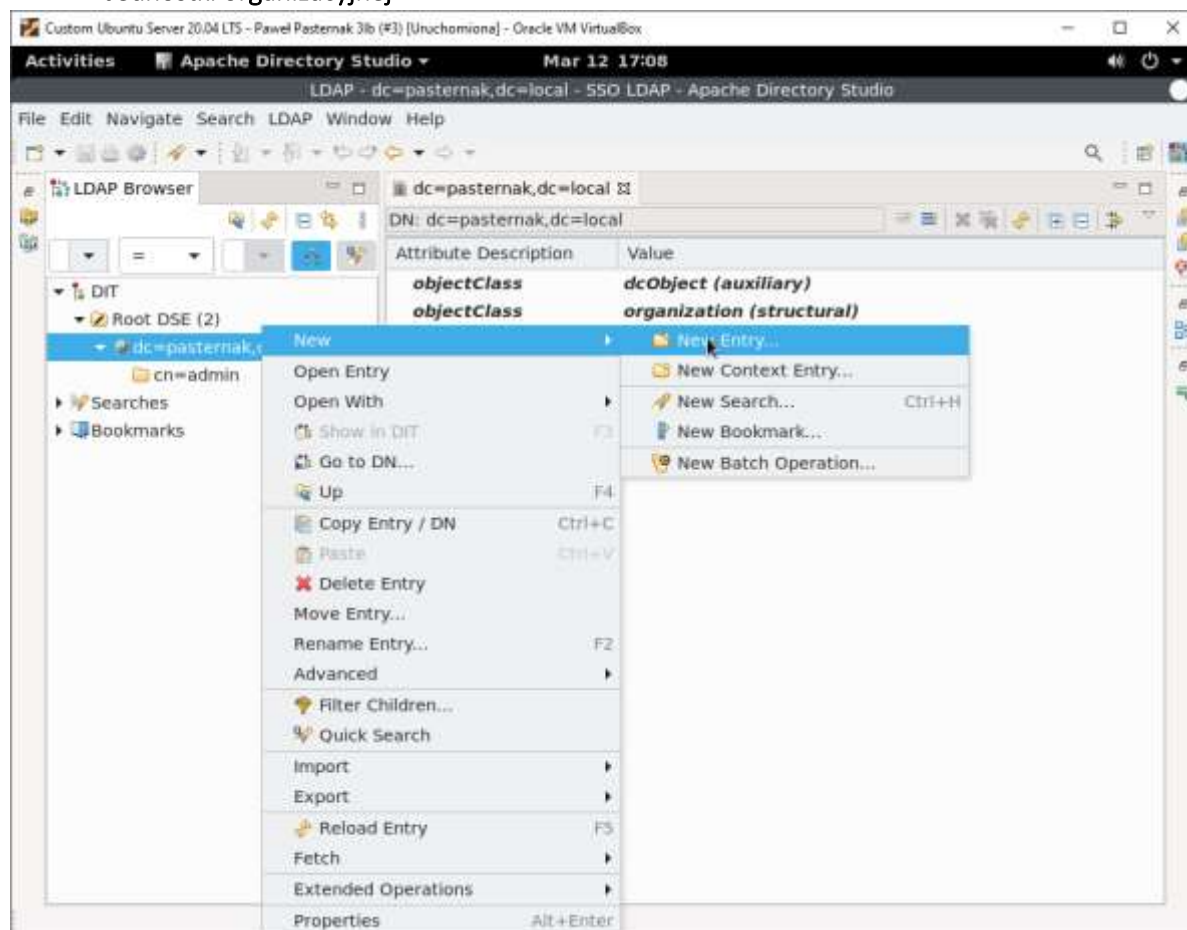 Custom Ubuntu Server 20.04 LTS - Paweł Pasternak 3Ib (#3) [Uruchomiona] - Oracle VM VirtualBox
Activities Apache Directory Studio Mar 12 17:08
LDAP - dc=pasternak,dc=local - SSO LDAP - Apache Directory Studio
File Edit Navigate Search LDAP Window Help
LDAP Browser dc=pasternak,dc=local
DN: dc=pasternak,dc=local
= Attribute Description Value
DIT objectClass dcObject (auxiliary)
Root DSE (2) objectClass organization (structural)
dc=pasternak, New New Entry...
cn=admin Open Entry New Context Entry...
Searches Open With New Search... Ctrl+H
Bookmarks Show in DIT F3 New Bookmark...
Go to DN... New Batch Operation...
Up F4
Copy Entry / DN Ctrl+C
Paste Ctrl+V
Delete Entry
Move Entry...
Rename Entry... F2
Advanced
Filter Children...
Quick Search
Import
Export
Reload Entry F5
Fetch
Extended Operations
Properties Alt+Enter